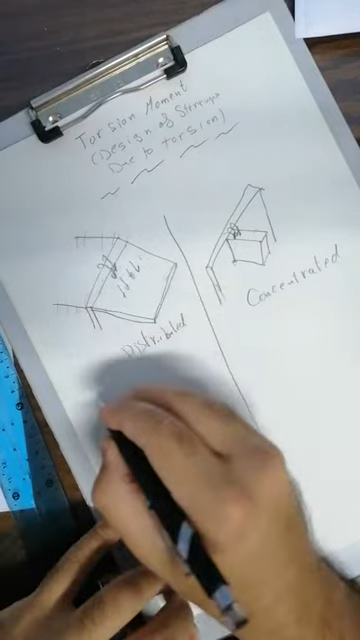 Torsion Moment
(Design of Stirrups
Due to torsion)
Distributed
Concentrated